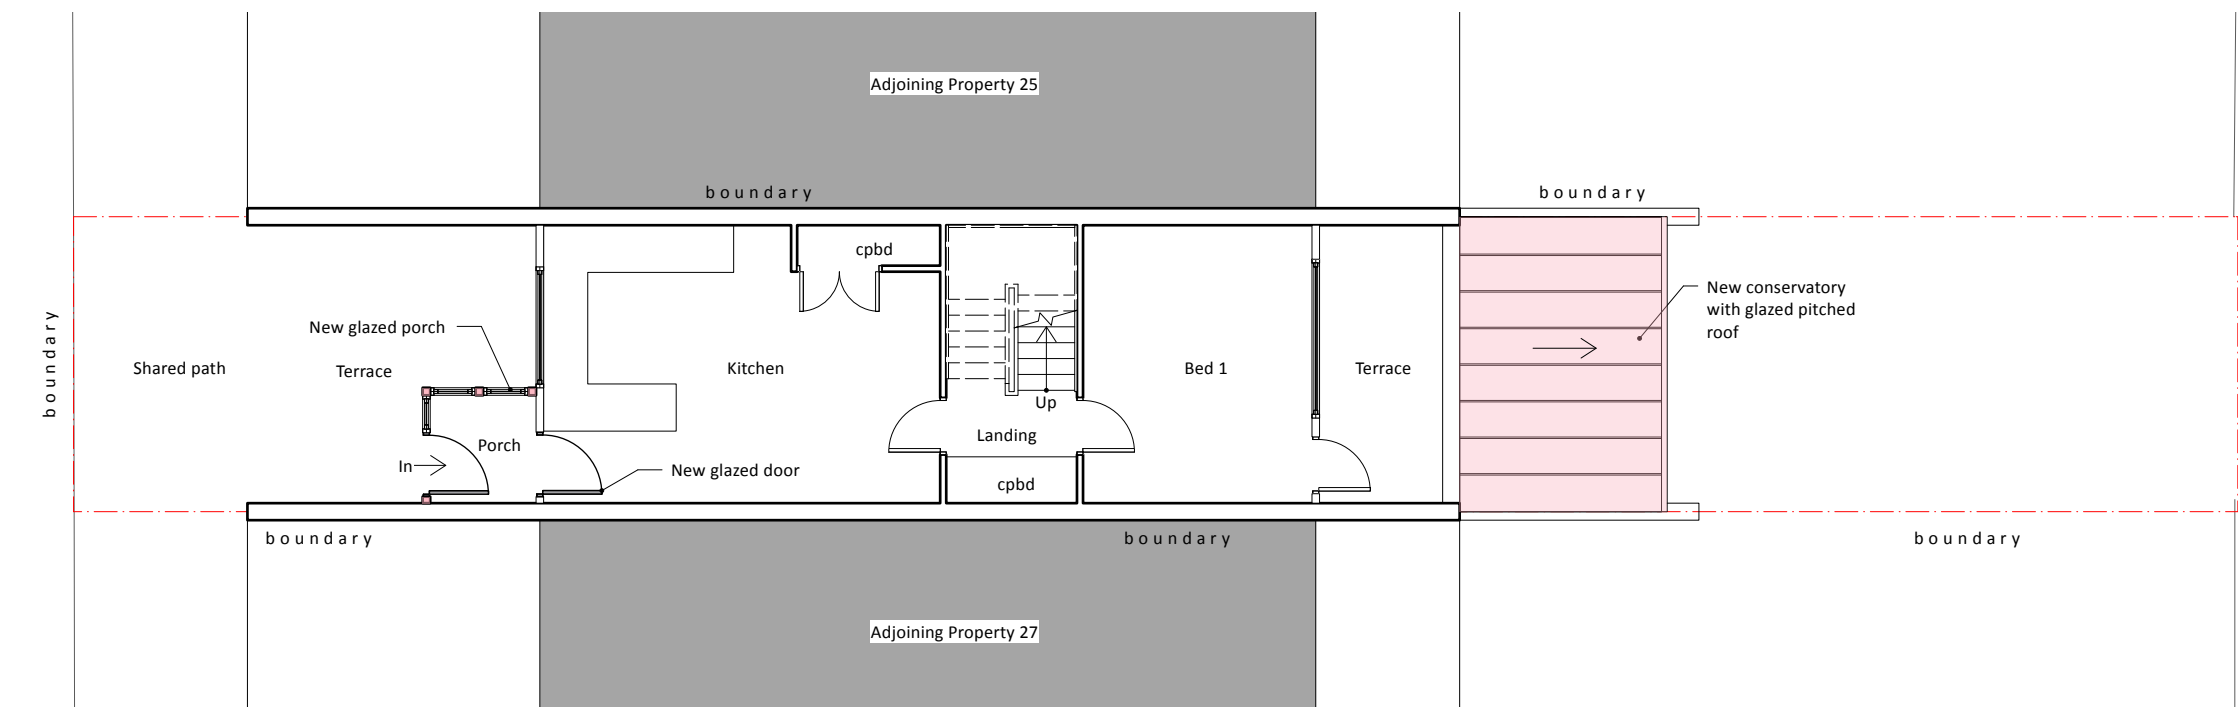 Adjoining Property 25
boundary
boundary
cpbd
New conservatory
with glazed pitched
roof
New glazed porch
boundary
Shared path
Terrace
Kitchen
Bed 1
Terrace
Up
Landing
Porch
In
New glazed door
cpbd
boundary
boundary
boundary
Adjoining Property 27